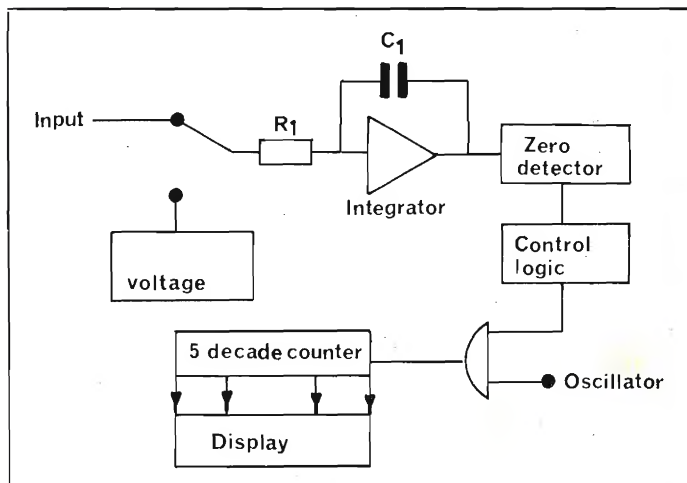 C1
Input
R1
Zero
detector
Integrator
voltage
Control
logic
5 decade counter
Oscillator
Display